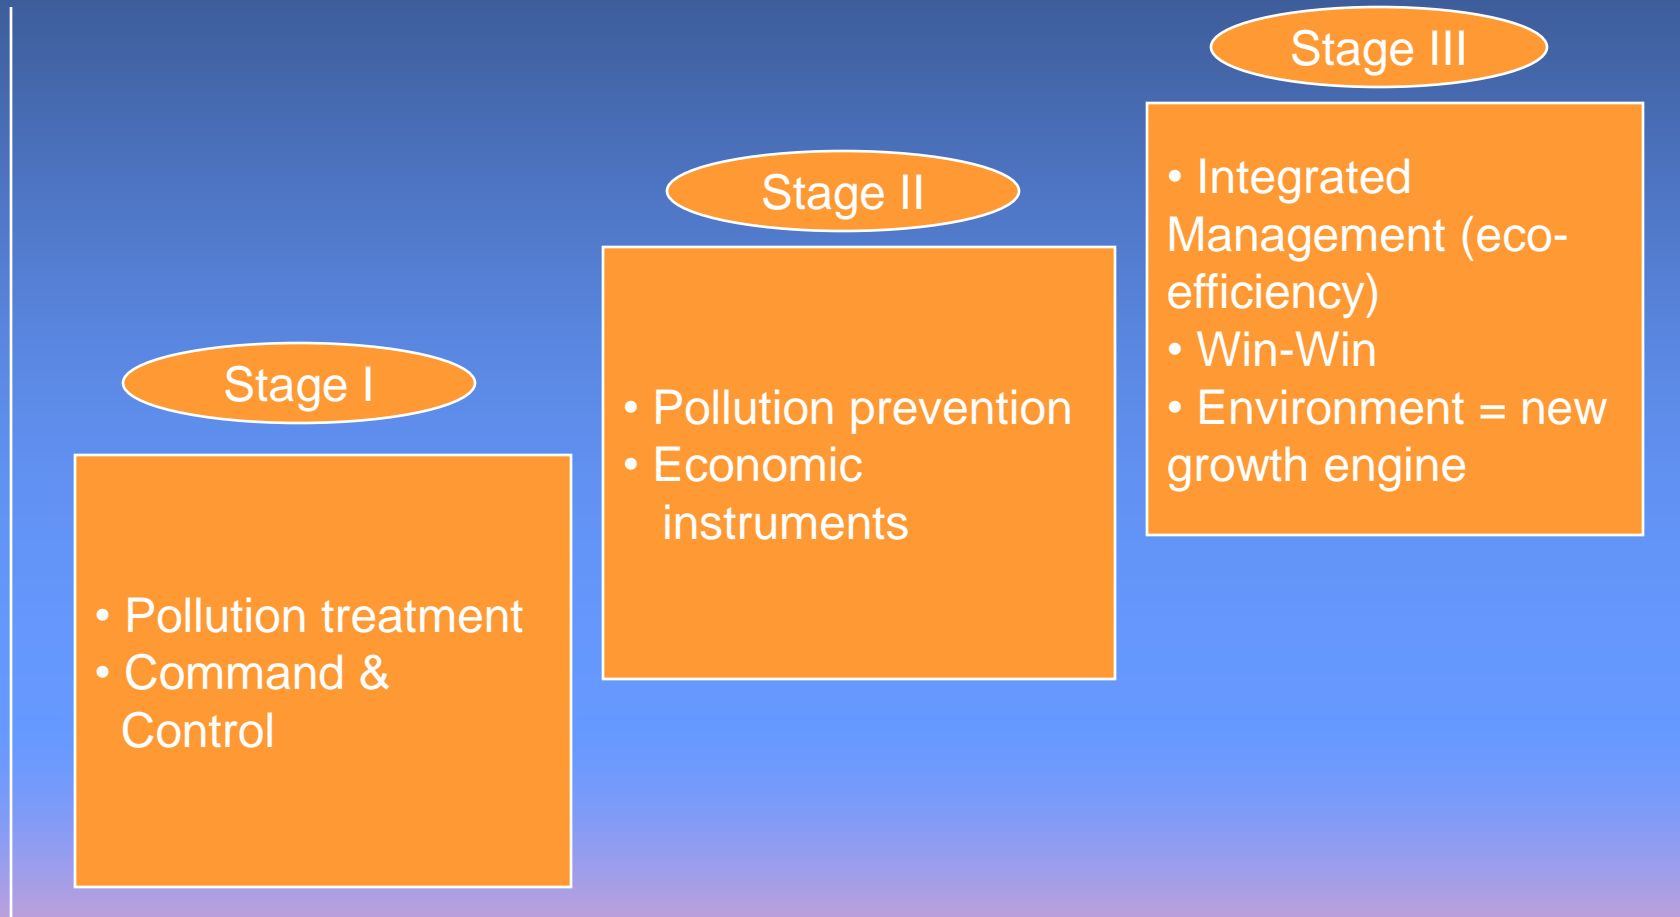 Stage I
• Pollution treatment
• Command &
Control
Stage II
• Pollution prevention
• Economic
instruments
Stage III
• Integrated
Management (eco-
efficiency)
• Win-Win
• Environment = new
growth engine